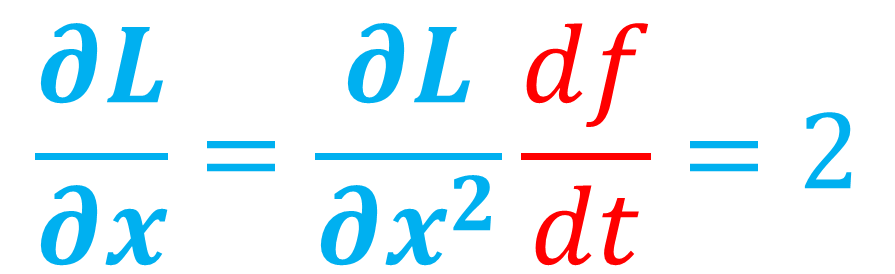 ∂L/∂x = ∂L/∂x² df/dt = 2